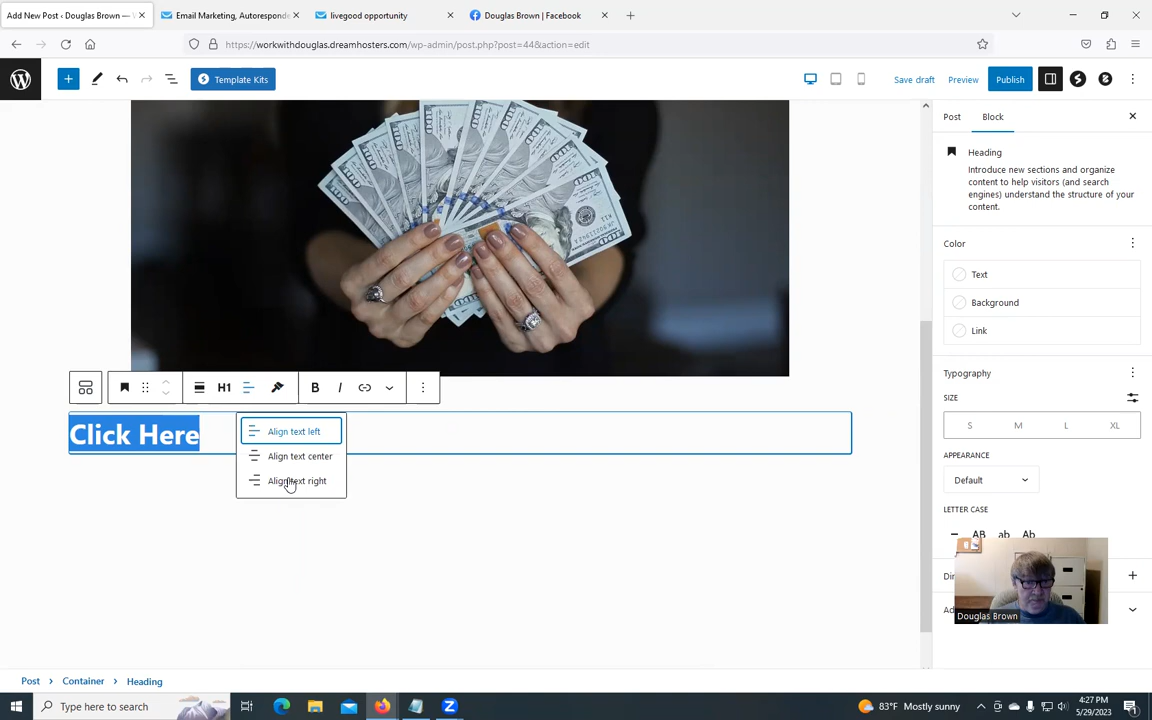 Add New Post ‹ Douglas Brown —
Email Marketing, Autoresponde
livegood opportunity
Douglas Brown | Facebook
https://workwithdouglas.dreamhosters.com/wp-admin/post.php?post=44&action=edit
Template Kits
Save draft
Preview
Publish
Post
Block
Heading
Introduce new sections and organize
content to help visitors (and search
engines) understand the structure of your
content.
Color
Text
Background
Link
Typography
SIZE
S
M
L
XL
APPEARANCE
Default
LETTER CASE
AB
ab
Ab
H1
B
I
Click Here
Align text left
Align text center
Align text right
Douglas Brown
Post
Container
Heading
Type here to search
83°F Mostly sunny
4:27 PM
5/29/2023